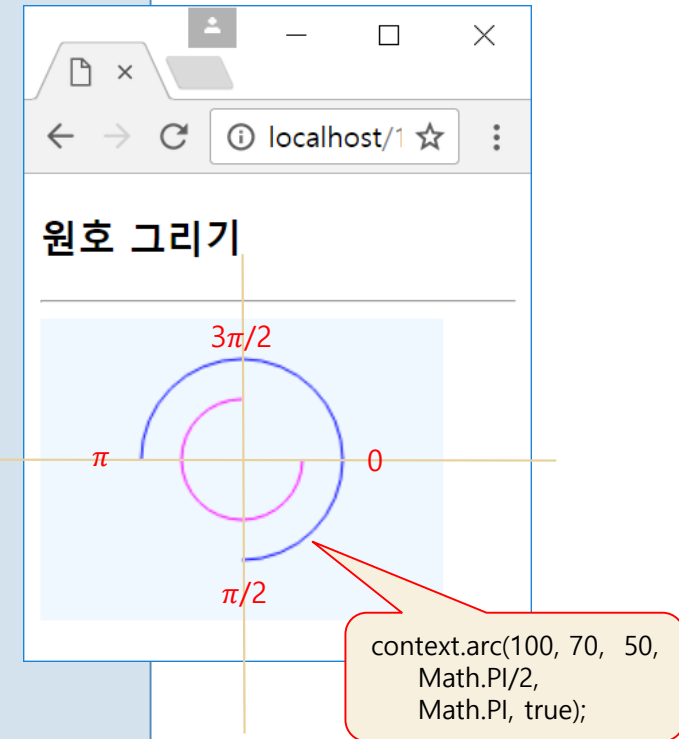 localhost/1
원호 그리기
3π/2
π
0
π/2
context.arc(100, 70, 50,
Math.PI/2,
Math.PI, true);